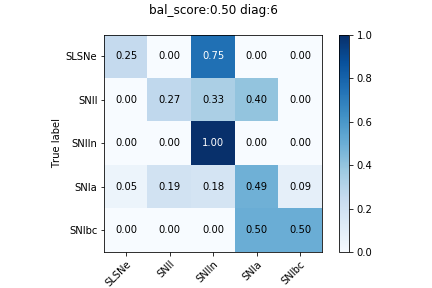 bal_score:0.50 diag:6
SLSNe 0.25 0.00 0.75 0.00 0.00
SNII 0.00 0.27 0.33 0.40 0.00
SNIIn 0.00 0.00 1.00 0.00 0.00
SNIa 0.05 0.19 0.18 0.49 0.09
SNIbc 0.00 0.00 0.00 0.50 0.50
SLSNe SNII SNIIn SNIa SNIbc
True label
1.0
0.8
0.6
0.4
0.2
0.0